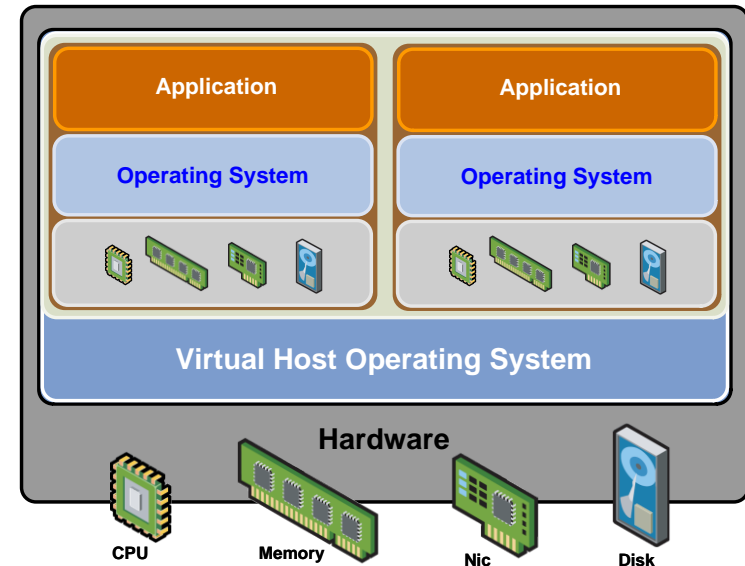 Application
Application
Operating System
Operating System
Virtual Host Operating System
Hardware
CPU
Memory
Nic
Disk